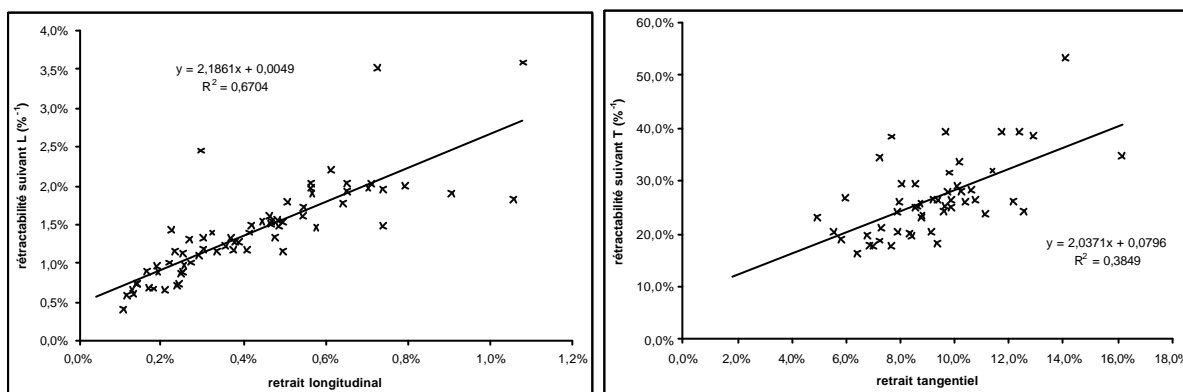 4,0%
3,5%
3,0%
2,5%
2,0%
1,5%
1,0%
0,5%
0,0%
rétractabilité suivant L (%⁻¹)
y = 2,1861x + 0,0049
R² = 0,6704
0,0% 0,2% 0,4% 0,6% 0,8% 1,0% 1,2%
retrait longitudinal
60,0%
50,0%
40,0%
30,0%
20,0%
10,0%
0,0%
rétractabilité suivant T (%⁻¹)
y = 2,0371x + 0,0796
R² = 0,3849
0,0% 2,0% 4,0% 6,0% 8,0% 10,0% 12,0% 14,0% 16,0% 18,0%
retrait tangentiel